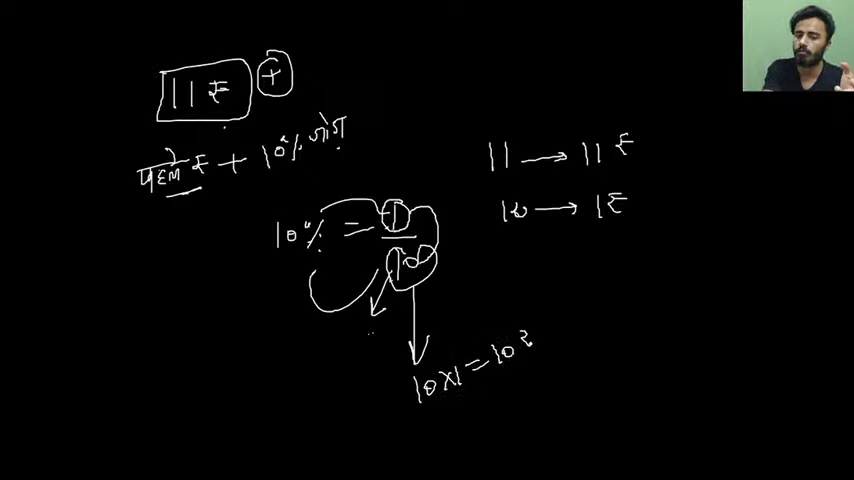 11 ₹ +
पहले ₹ + 10% जोग
11 → 11 ₹
10% = 1/10
10 → 1 ₹
10×1=10 ₹